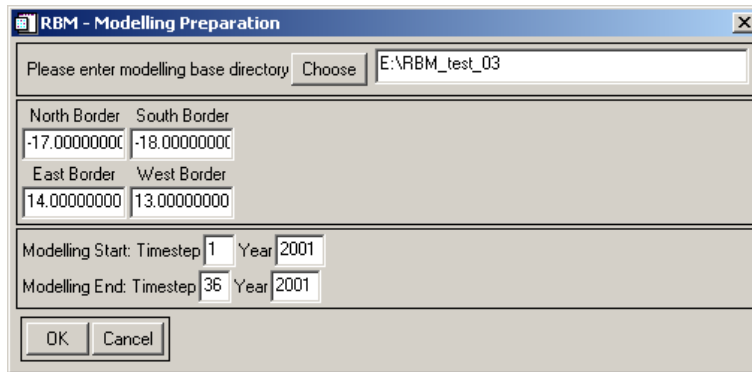 RBM - Modelling Preparation
Please enter modelling base directory Choose E:\RBM_test_03
North Border South Border
-17.00000000 -18.00000000
East Border West Border
14.00000000 13.00000000
Modelling Start: Timestep 1 Year 2001
Modelling End: Timestep 36 Year 2001
OK Cancel